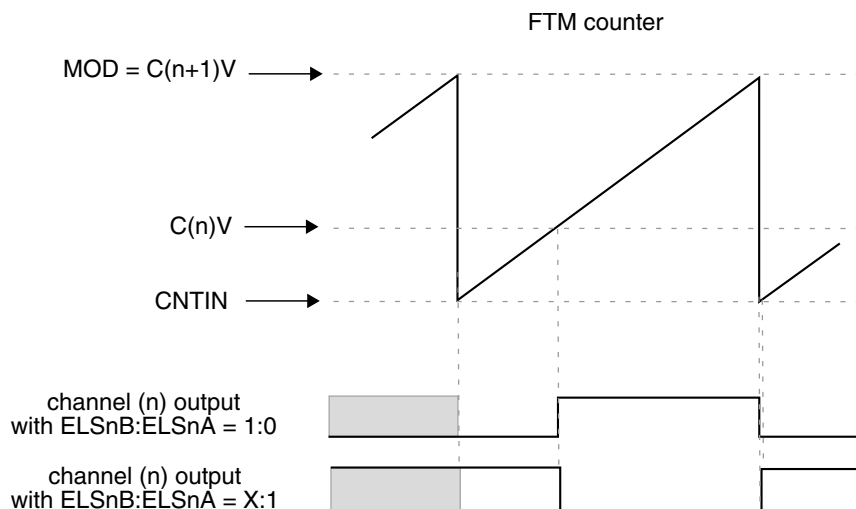 FTM counter
MOD = C(n+1)V
C(n)V
CNTIN
channel (n) output
with ELSnB:ELSnA = 1:0
channel (n) output
with ELSnB:ELSnA = X:1